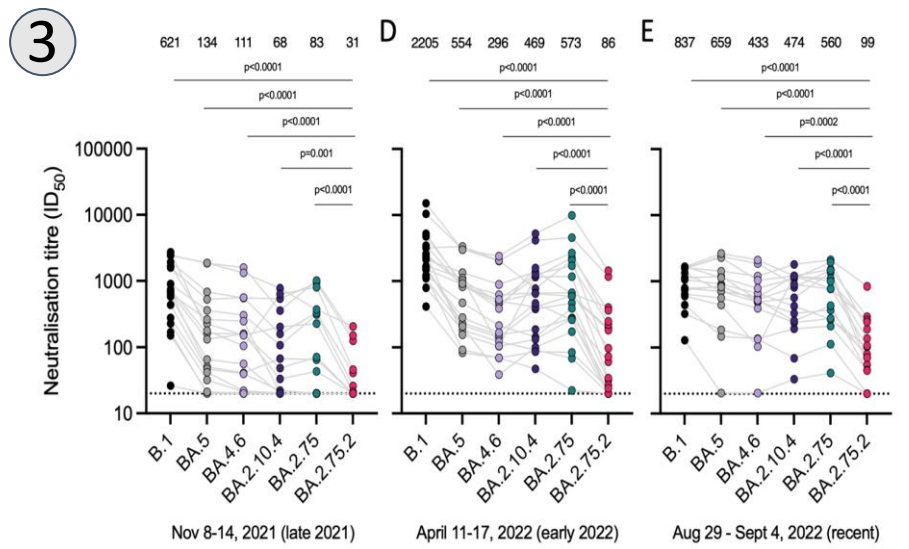 3
621 134 111 68 83 31
D 2205 554 296 469 573 86
E 837 659 433 474 560 99
p<0.0001 p<0.0001 p<0.0001
p<0.0001 p<0.0001 p<0.0001
p<0.0001 p<0.0001 p=0.0002
p=0.001 p<0.0001 p<0.0001
p<0.0001 p<0.0001 p<0.0001
Neutralisation titre (ID50)
100000
10000
1000
100
10
B.1 BA.5 BA.4.6 BA.2.10.4 BA.2.75 BA.2.75.2
B.1 BA.5 BA.4.6 BA.2.10.4 BA.2.75 BA.2.75.2
B.1 BA.5 BA.4.6 BA.2.10.4 BA.2.75 BA.2.75.2
Nov 8-14, 2021 (late 2021)
April 11-17, 2022 (early 2022)
Aug 29 - Sept 4, 2022 (recent)